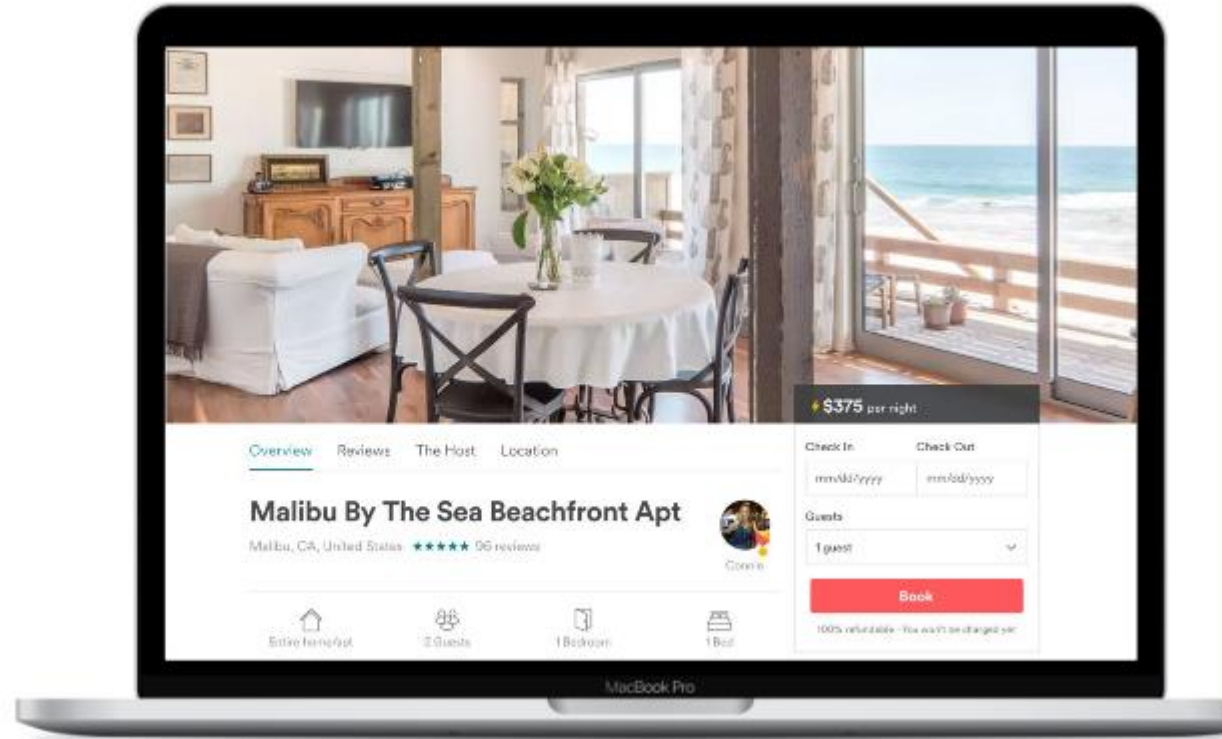 $375 per night
Overview Reviews The Host Location
Check In Check Out
mm/dd/yyyy mm/dd/yyyy
Malibu By The Sea Beachfront Apt
Guests
Malibu, CA, United States ★★★★★ 96 reviews
1 guest
Connie
Book
Entire home/apt 2 Guests 1 Bedroom 1 Bed
100% refundable - You won't be charged yet
MacBook Pro